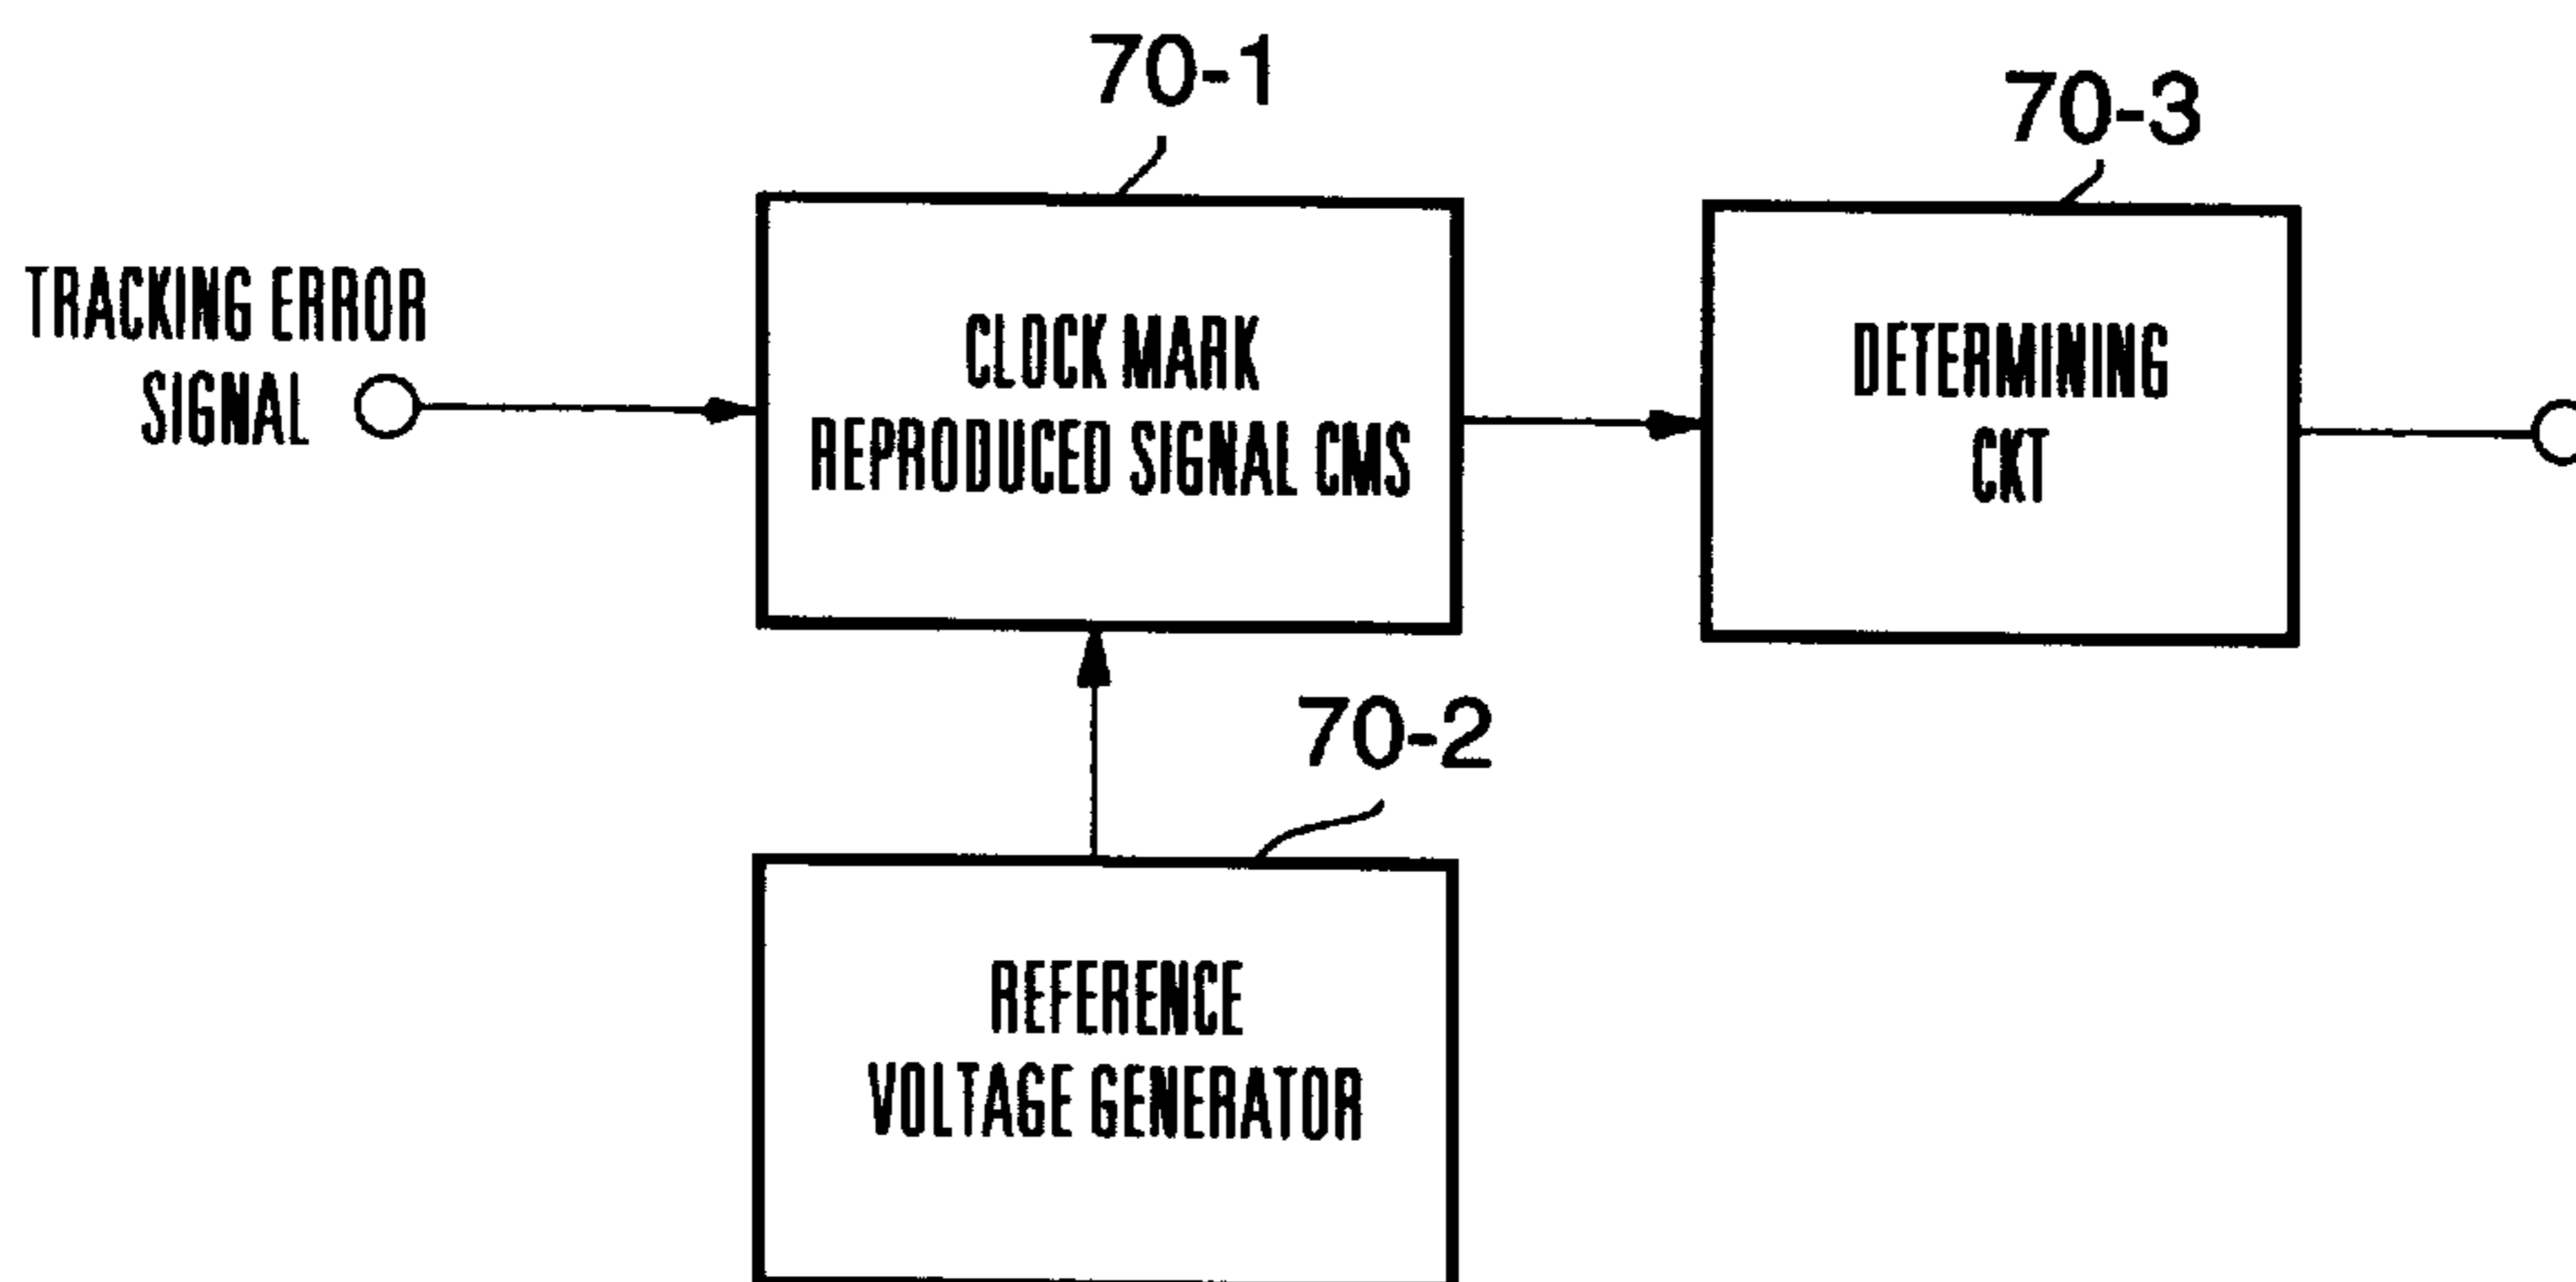 70-1
70-3
TRACKING ERROR
SIGNAL
CLOCK MARK
REPRODUCED SIGNAL CMS
DETERMINING
CKT
70-2
REFERENCE
VOLTAGE GENERATOR